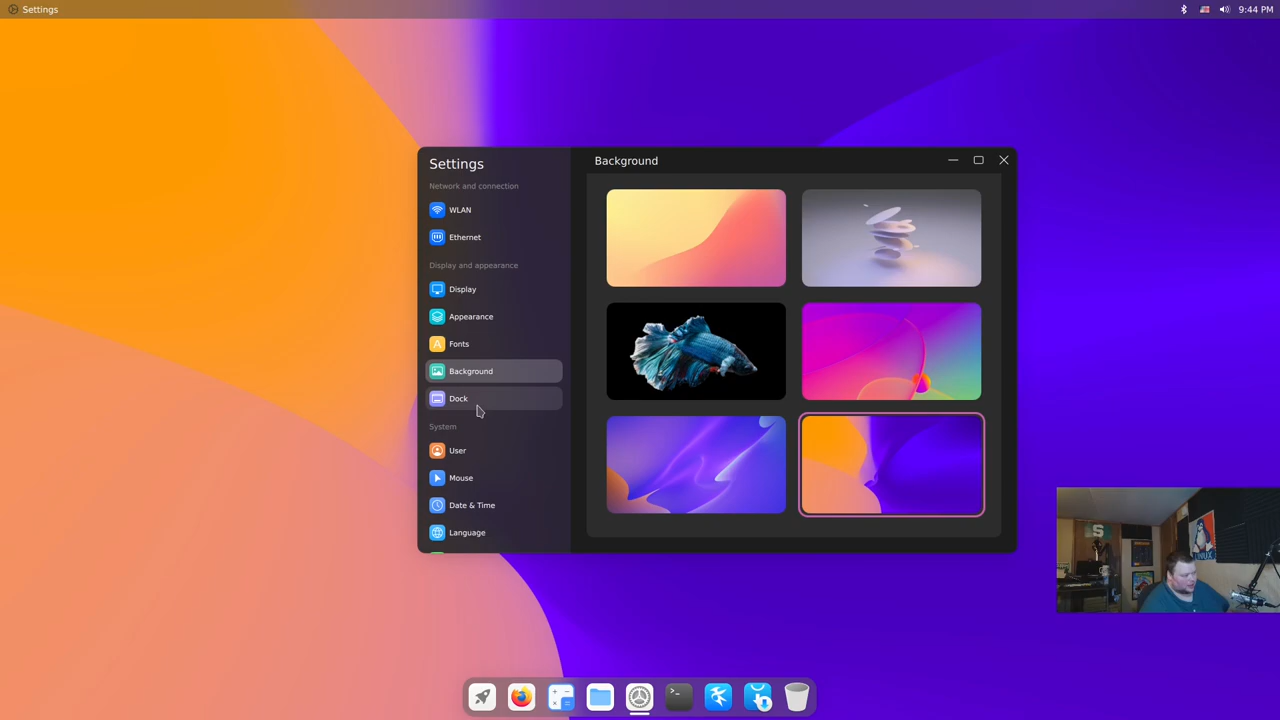 Settings
9:44 PM
Settings
Background
Network and connection
WLAN
Ethernet
Display and appearance
Display
Appearance
Fonts
Background
Dock
System
User
Mouse
Date & Time
Language